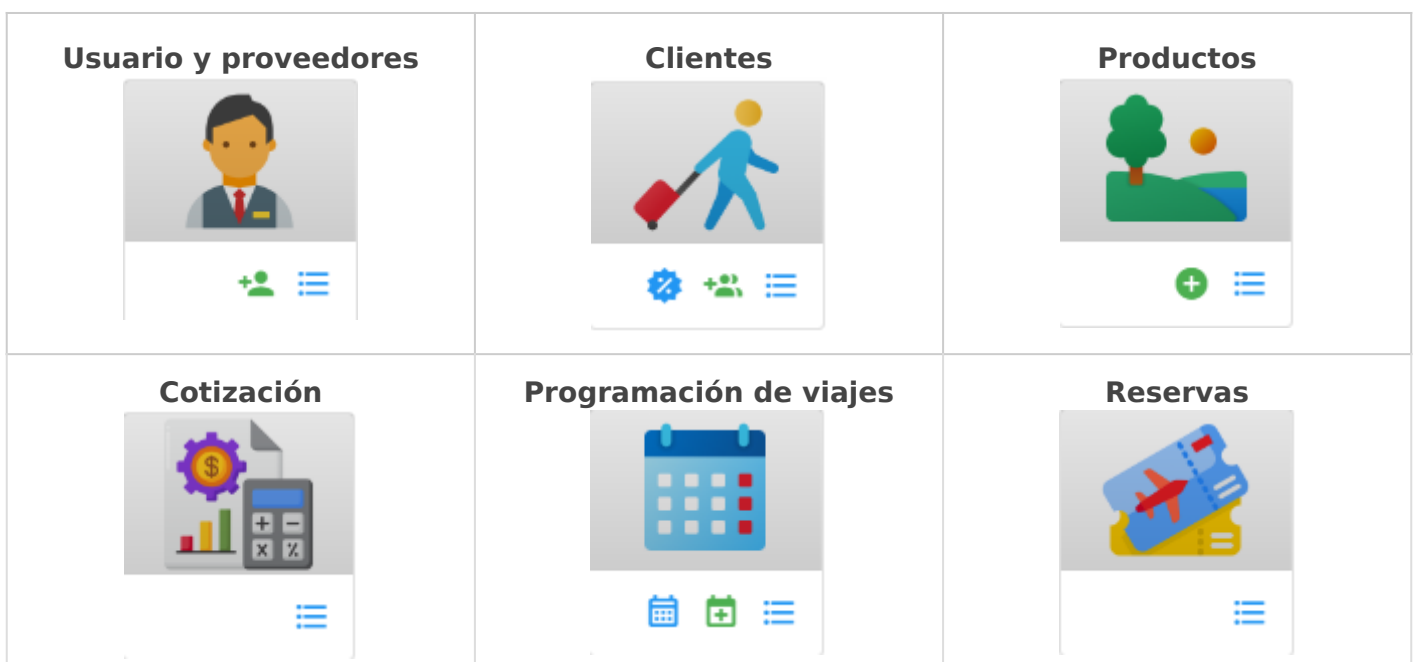 Usuario y proveedores
Clientes
Productos
Cotización
Programación de viajes
Reservas